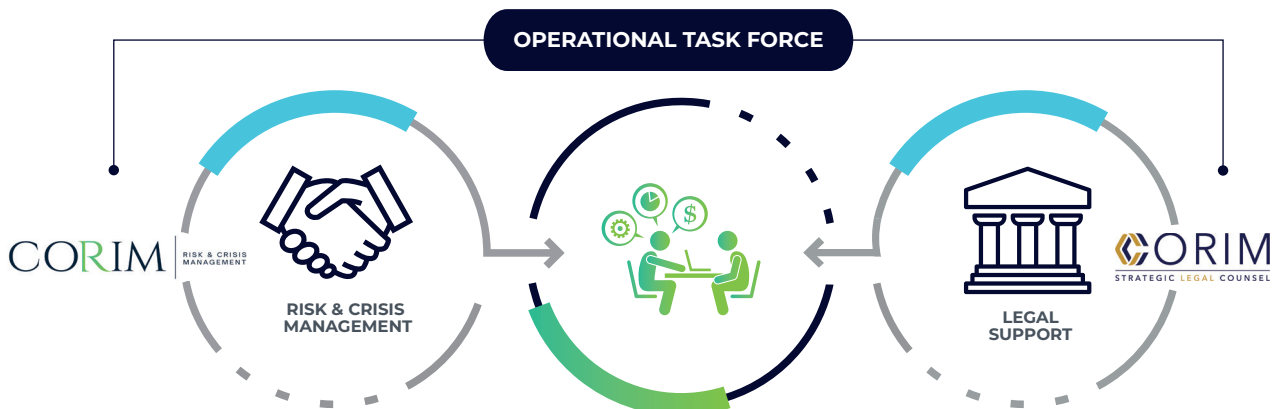 OPERATIONAL TASK FORCE
CORIM
RISK & CRISIS
MANAGEMENT
RISK & CRISIS
MANAGEMENT
$
LEGAL
SUPPORT
CORIM
STRATEGIC LEGAL COUNSEL